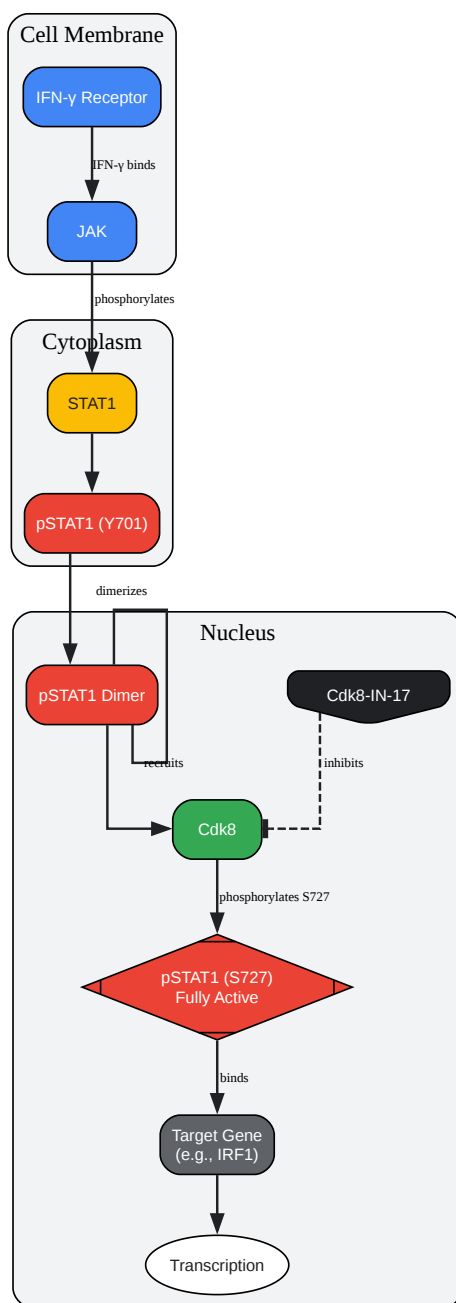 Cell Membrane
IFN-γ Receptor
IFN-γ binds
JAK
phosphorylates
Cytoplasm
STAT1
pSTAT1 (Y701)
dimerizes
Nucleus
pSTAT1 Dimer
Cdk8-IN-17
recruits
inhibits
Cdk8
phosphorylates S727
pSTAT1 (S727)
Fully Active
binds
Target Gene
(e.g., IRF1)
Transcription